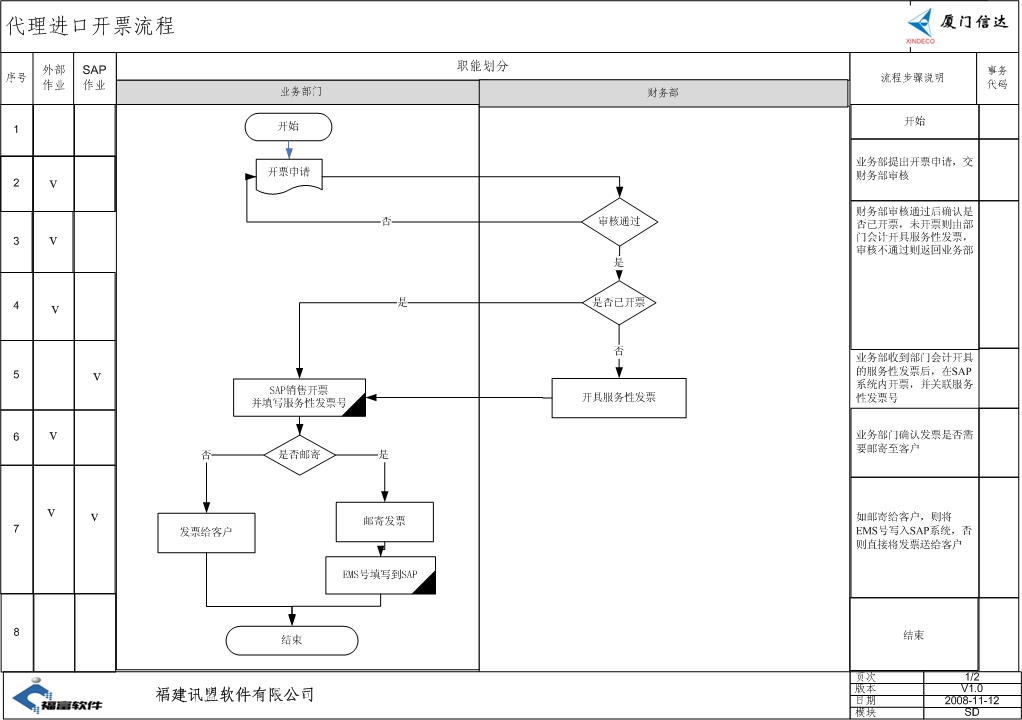 代理进口开票流程
厦门信达
XINDECO
序号
外部
作业
SAP
作业
职能划分
业务部门
财务部
流程步骤说明
事务
代码
1
开始
开始
2
V
开票申请
业务部提出开票申请，交
财务部审核
3
V
否
审核通过
是
财务部审核通过后确认是
否已开票，未开票则由部
门会计开具服务性发票，
审核不通过则返回业务部
4
V
是
是否已开票
否
5
V
SAP销售开票
并填写服务性发票号
开具服务性发票
业务部收到部门会计开具
的服务性发票后，在SAP
系统内开票，并关联服务
性发票号
6
V
否
是否邮寄
是
业务部门确认发票是否需
要邮寄至客户
7
V
V
发票给客户
邮寄发票
EMS号填写到SAP
如邮寄给客户，则将
EMS号写入SAP系统，否
则直接将发票送给客户
8
结束
结束
福富软件
福建讯盟软件有限公司
页次 1/2
版本 V1.0
日期 2008-11-12
模块 SD